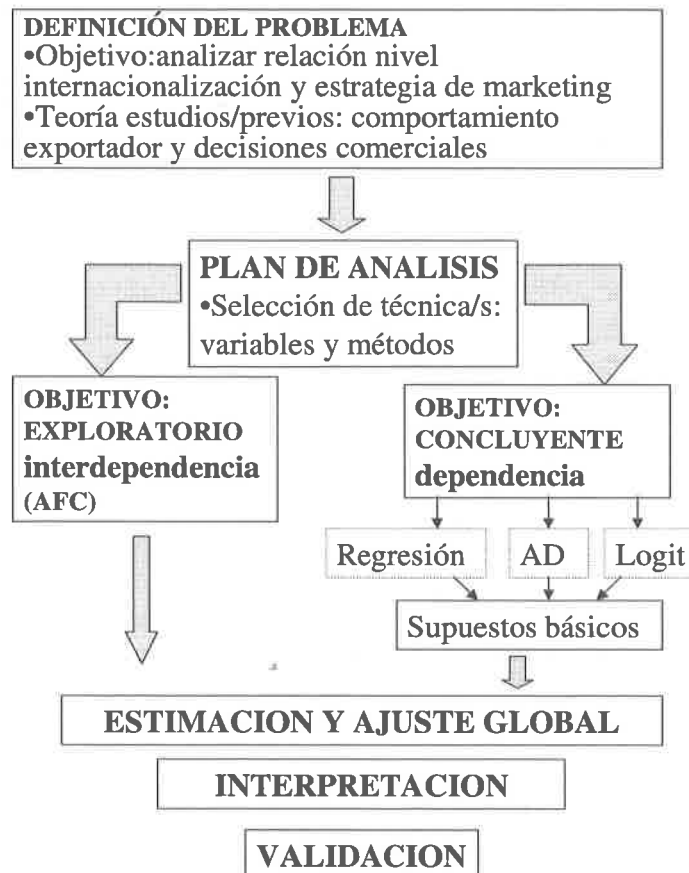 DEFINICIÓN DEL PROBLEMA
•Objetivo:analizar relación nivel
internacionalización y estrategia de marketing
•Teoría estudios/previos: comportamiento
exportador y decisiones comerciales
PLAN DE ANALISIS
•Selección de técnica/s:
variables y métodos
OBJETIVO:
EXPLORATORIO
interdependencia
(AFC)
OBJETIVO:
CONCLUYENTE
dependencia
Regresión
AD
Logit
Supuestos básicos
ESTIMACION Y AJUSTE GLOBAL
INTERPRETACION
VALIDACION